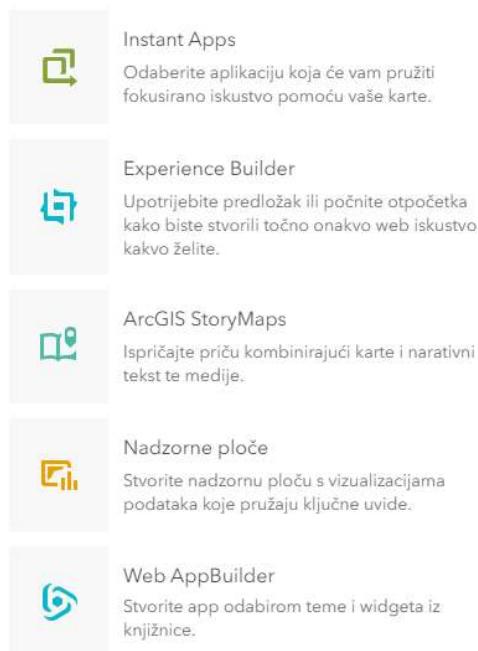 Instant Apps
Odaberite aplikaciju koja će vam pružiti
fokusirano iskustvo pomoću vaše karte.
Experience Builder
Upotrijebite predložak ili počnite otpočetka
kako biste stvorili točno onakvo web iskustvo
kakvo želite.
ArcGIS StoryMaps
Ispričajte priču kombinirajući karte i narativni
tekst te medije.
Nadzorne ploče
Stvorite nadzornu ploču s vizualizacijama
podataka koje pružaju ključne uvide.
Web AppBuilder
Stvorite app odabirom teme i widgeta iz
knjižnice.